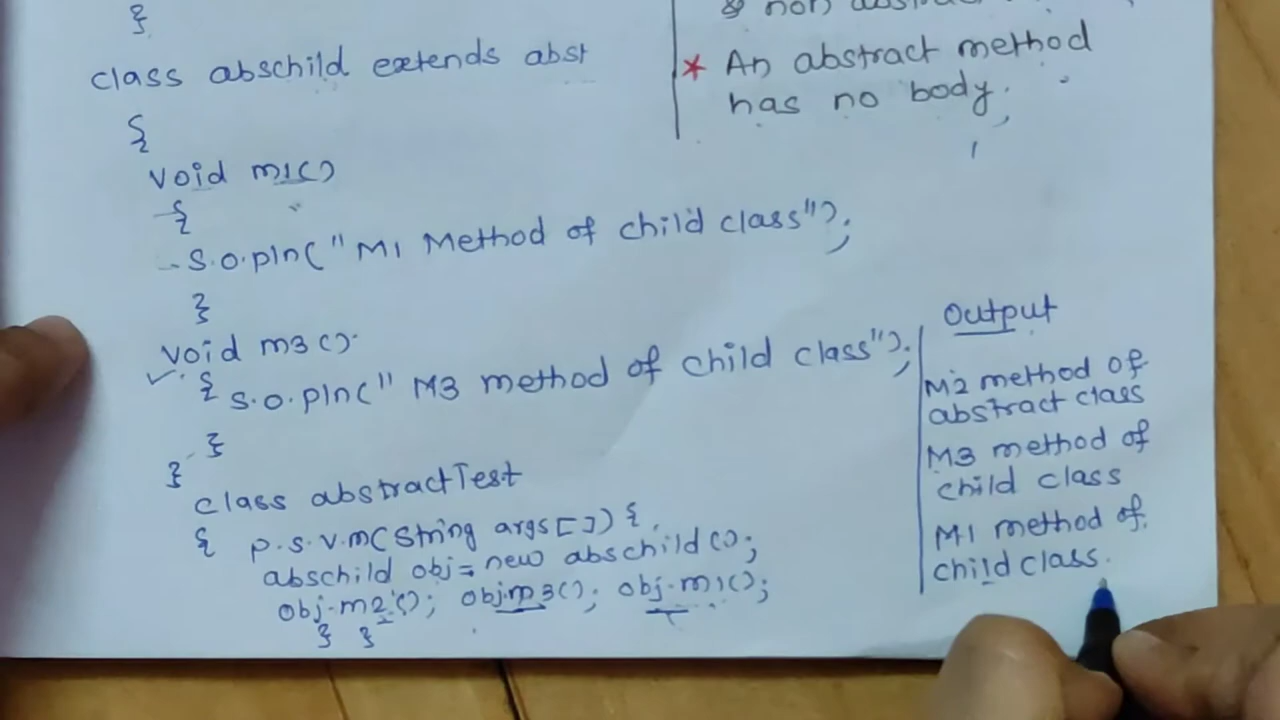 }
& non
* An abstract method
has no body.
class abschild extends abst
{
void m1()
{
S.O.Pln(" M1 Method of child class");
}
void m3()
{ S.O.Pln(" M3 method of child class");
}
}
class abstractTest
{ P.S.V.M(String args[]) {
abschild obj = new abschild();
obj.m2(); obj.m3(); obj.m1();
} }
Output
M2 method of
abstract class
M3 method of
child class
M1 method of
child class.